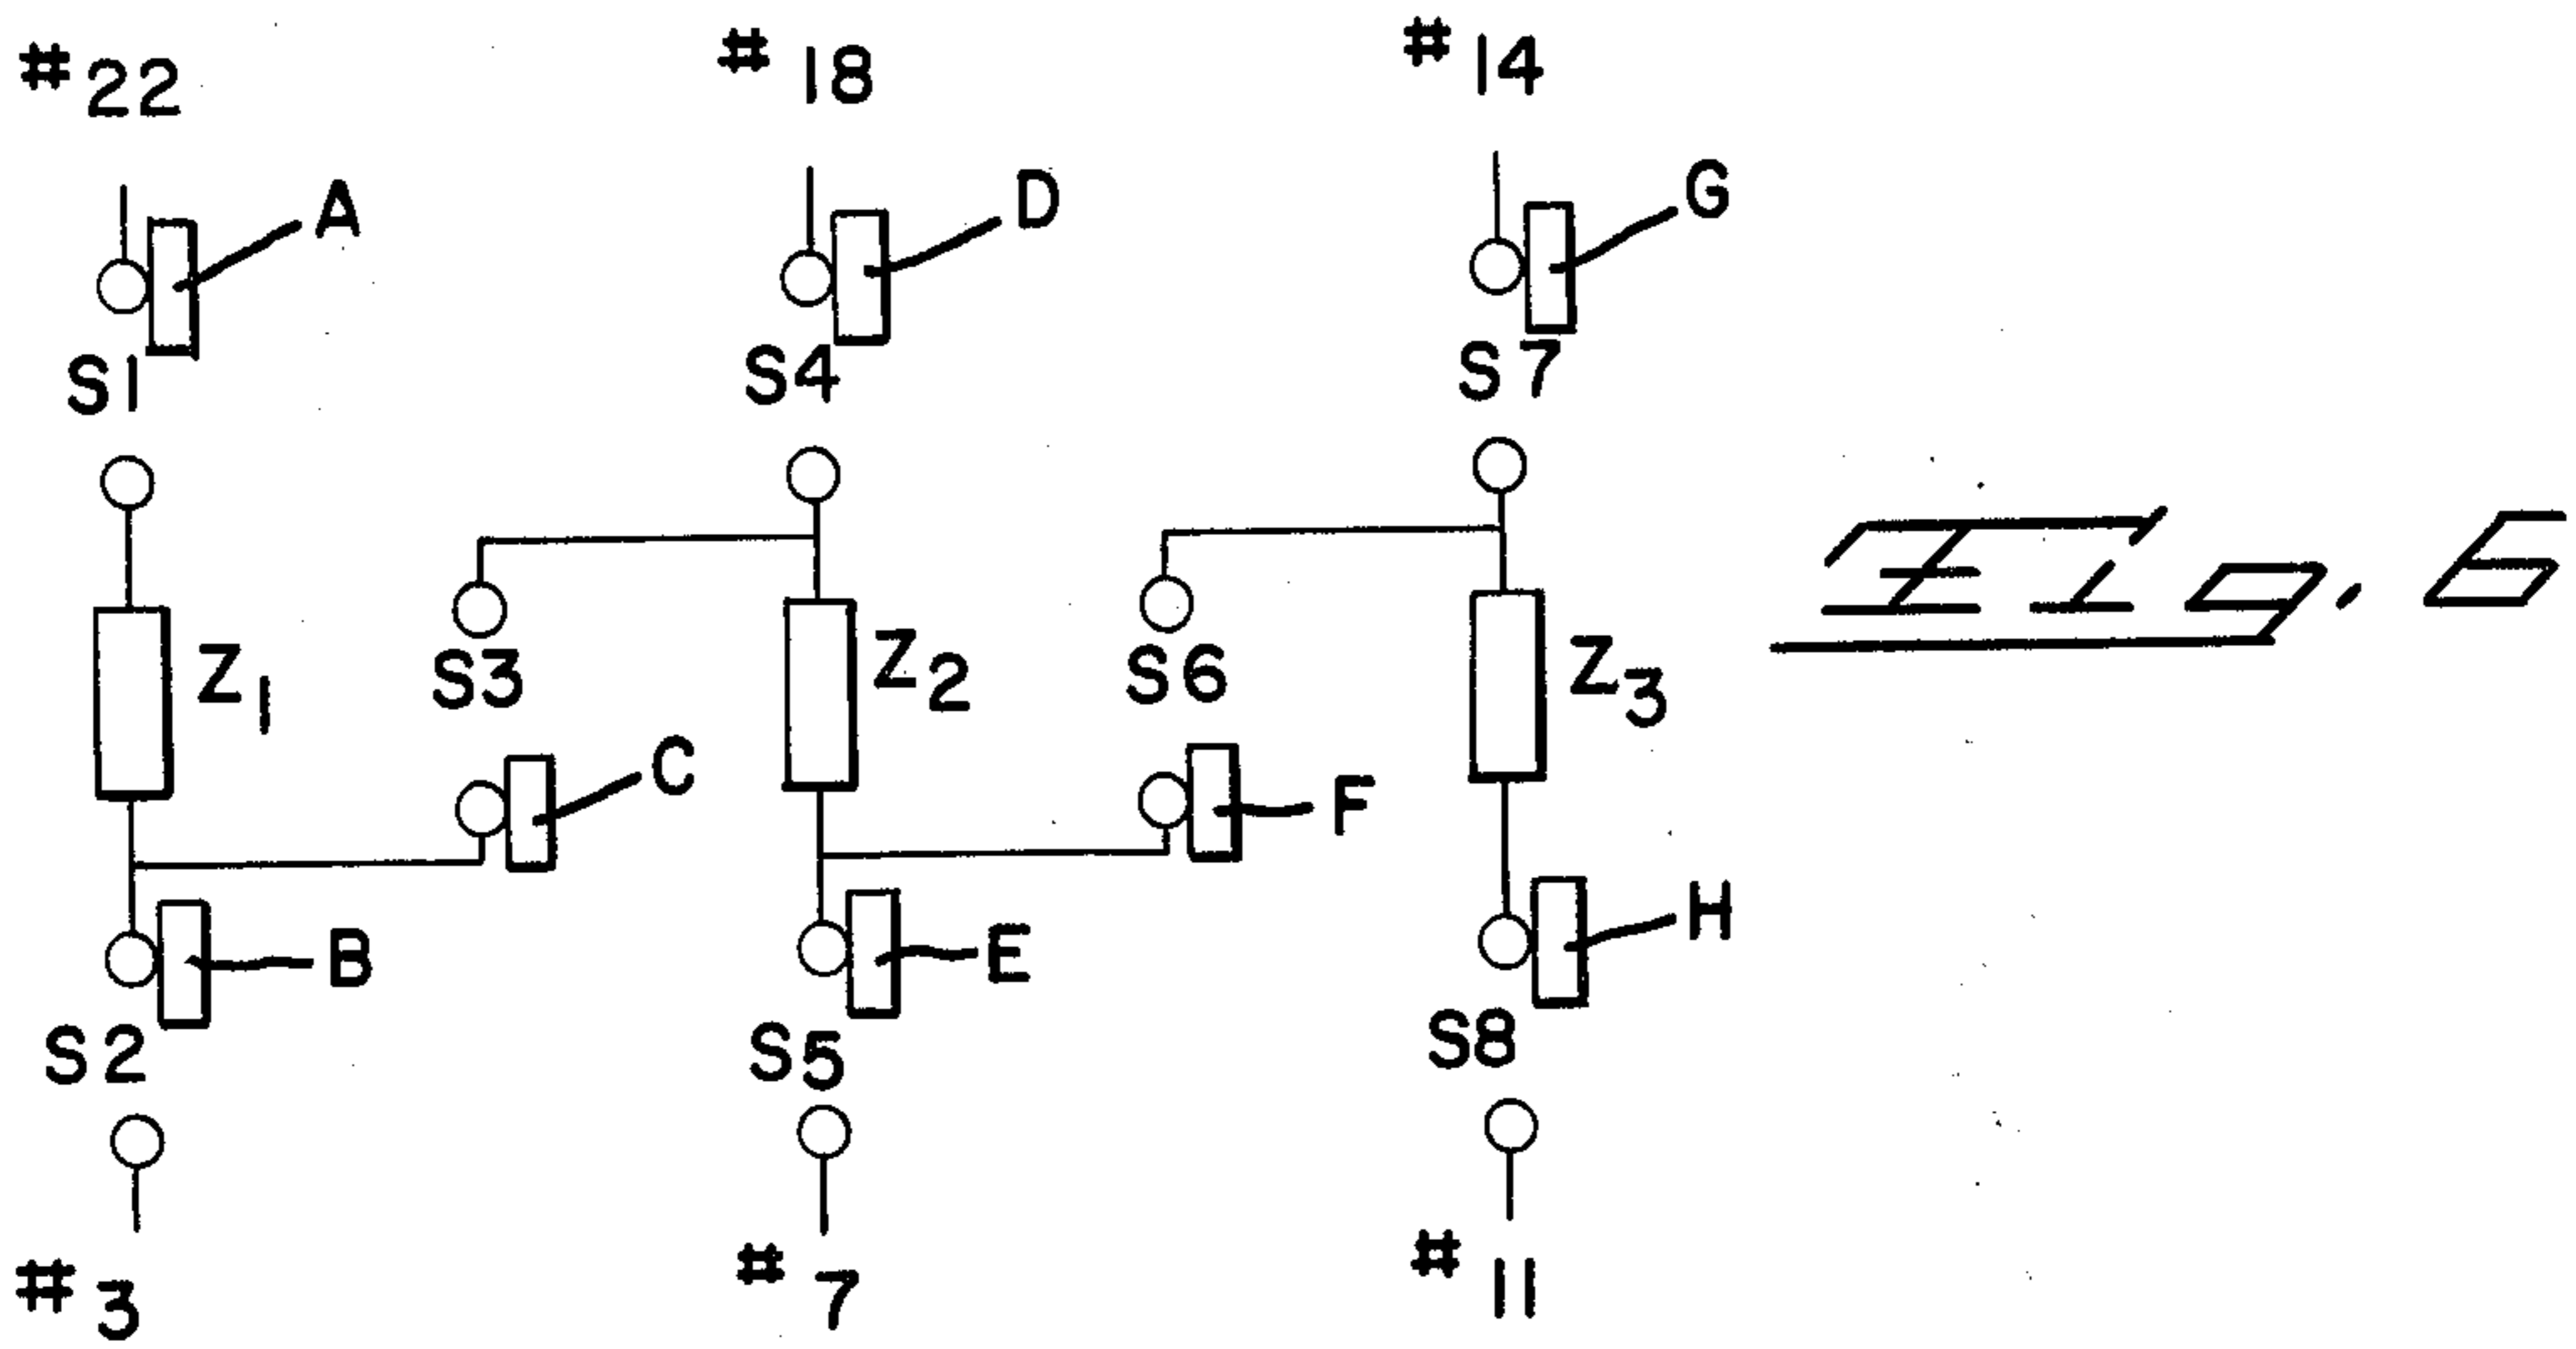 #22 #18 #14
A D G
S1 S4 S7
Z1 S3 Z2 S6 Z3
Fig. 6
C F
B E H
S2 S5 S8
#3 #7 #11